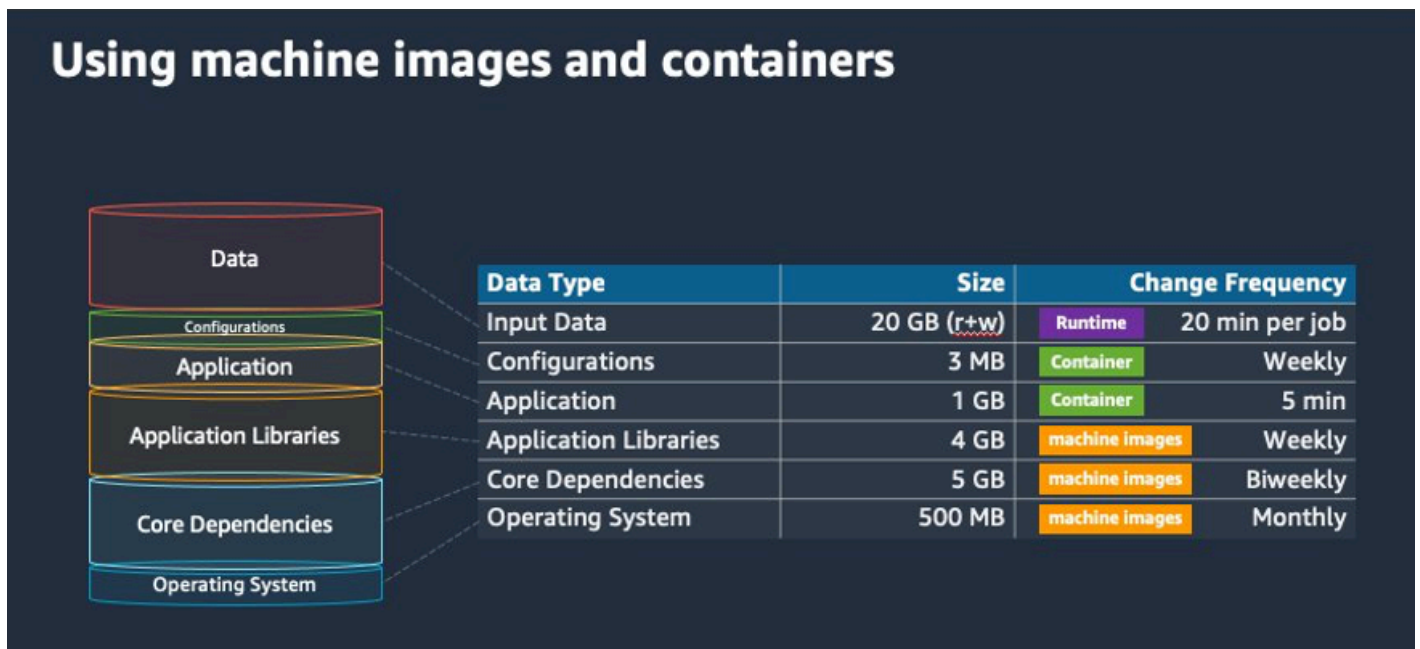 Using machine images and containers
Data
Configurations
Application
Application Libraries
Core Dependencies
Operating System
Data Type Size Change Frequency
Input Data 20 GB (r+w) Runtime 20 min per job
Configurations 3 MB Container Weekly
Application 1 GB Container 5 min
Application Libraries 4 GB machine images Weekly
Core Dependencies 5 GB machine images Biweekly
Operating System 500 MB machine images Monthly